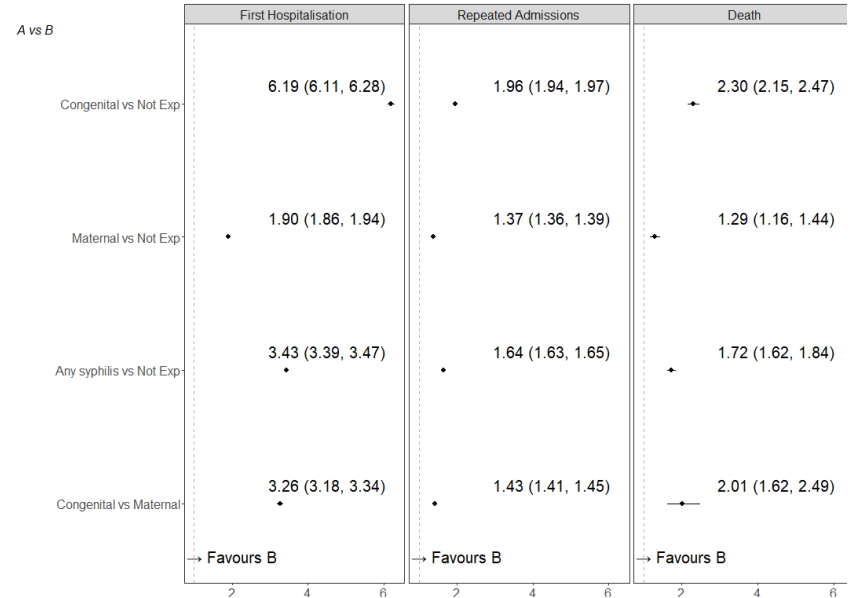 First Hospitalisation Repeated Admissions Death
A vs B
6.19 (6.11, 6.28) 1.96 (1.94, 1.97) 2.30 (2.15, 2.47)
Congenital vs Not Exp
1.90 (1.86, 1.94) 1.37 (1.36, 1.39) 1.29 (1.16, 1.44)
Maternal vs Not Exp
3.43 (3.39, 3.47) 1.64 (1.63, 1.65) 1.72 (1.62, 1.84)
Any syphilis vs Not Exp
3.26 (3.18, 3.34) 1.43 (1.41, 1.45) 2.01 (1.62, 2.49)
Congenital vs Maternal
→ Favours B → Favours B → Favours B
2 4 6 2 4 6 2 4 6